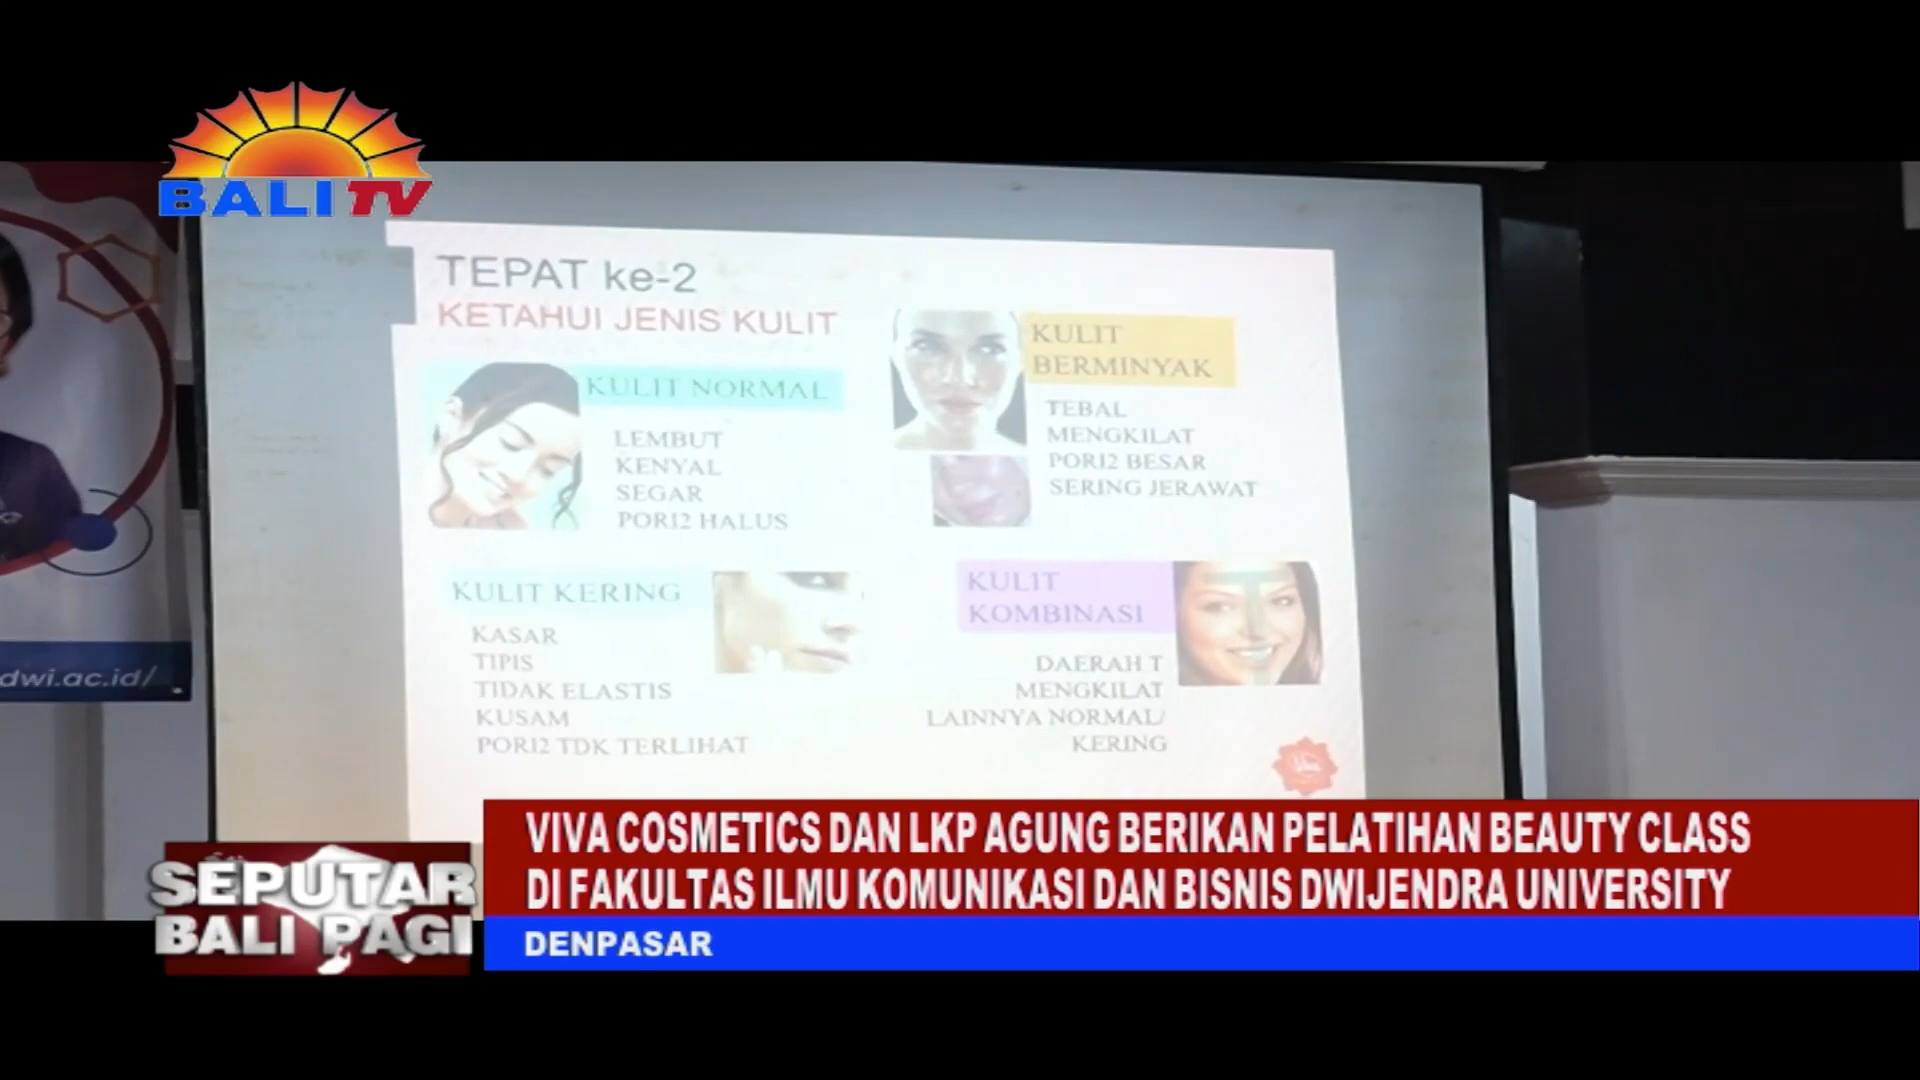 BALI TV
TEPAT ke-2
KETAHUI JENIS KULIT
KULIT NORMAL
LEMBUT
KENYAL
SEGAR
PORI2 HALUS
KULIT
BERMINYAK
TEBAL
MENGKILAT
PORI2 BESAR
SERING JERAWAT
KULIT KERING
KASAR
TIPIS
TIDAK ELASTIS
KUSAM
PORI2 TDK TERLIHAT
KULIT
KOMBINASI
DAERAH T
MENGKILAT
LAINNYA NORMAL/
KERING
Viva
dwi.ac.id/
VIVA COSMETICS DAN LKP AGUNG BERIKAN PELATIHAN BEAUTY CLASS
DI FAKULTAS ILMU KOMUNIKASI DAN BISNIS DWIJENDRA UNIVERSITY
SEPUTAR
BALI PAGI
DENPASAR